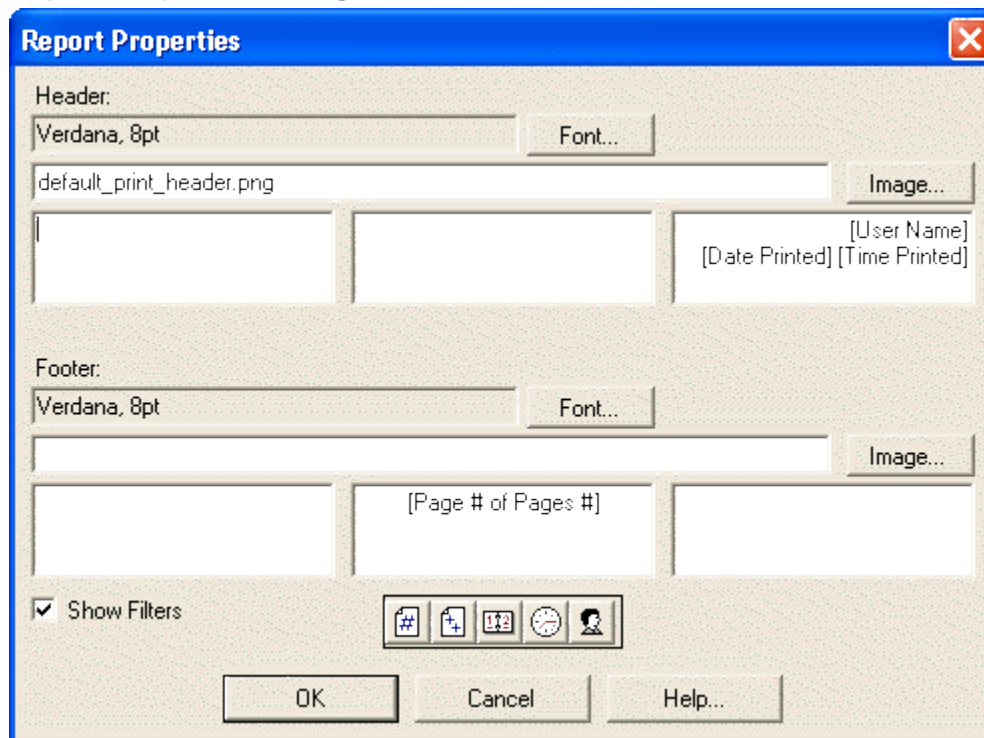 Report Properties
Header:
Verdana, 8pt
Font...
default_print_header.png
Image...
[User Name]
[Date Printed] [Time Printed]
Footer:
Verdana, 8pt
Font...
Image...
[Page # of Pages #]
Show Filters
#
OK
Cancel
Help...